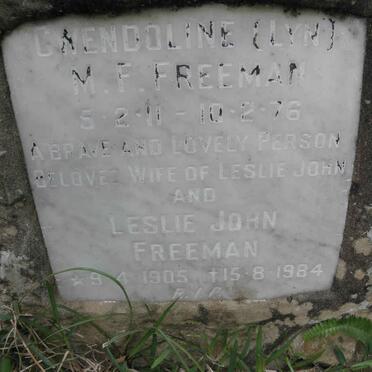 GWENDOLINE (LYN)
M. F. FREEMAN
5·2·11 - 10·2·76
A BRAVE AND LOVELY PERSON
BELOVED WIFE OF LESLIE JOHN
AND
LESLIE JOHN
FREEMAN
* 9·4·1905 † 15·8·1984
R.I.P.